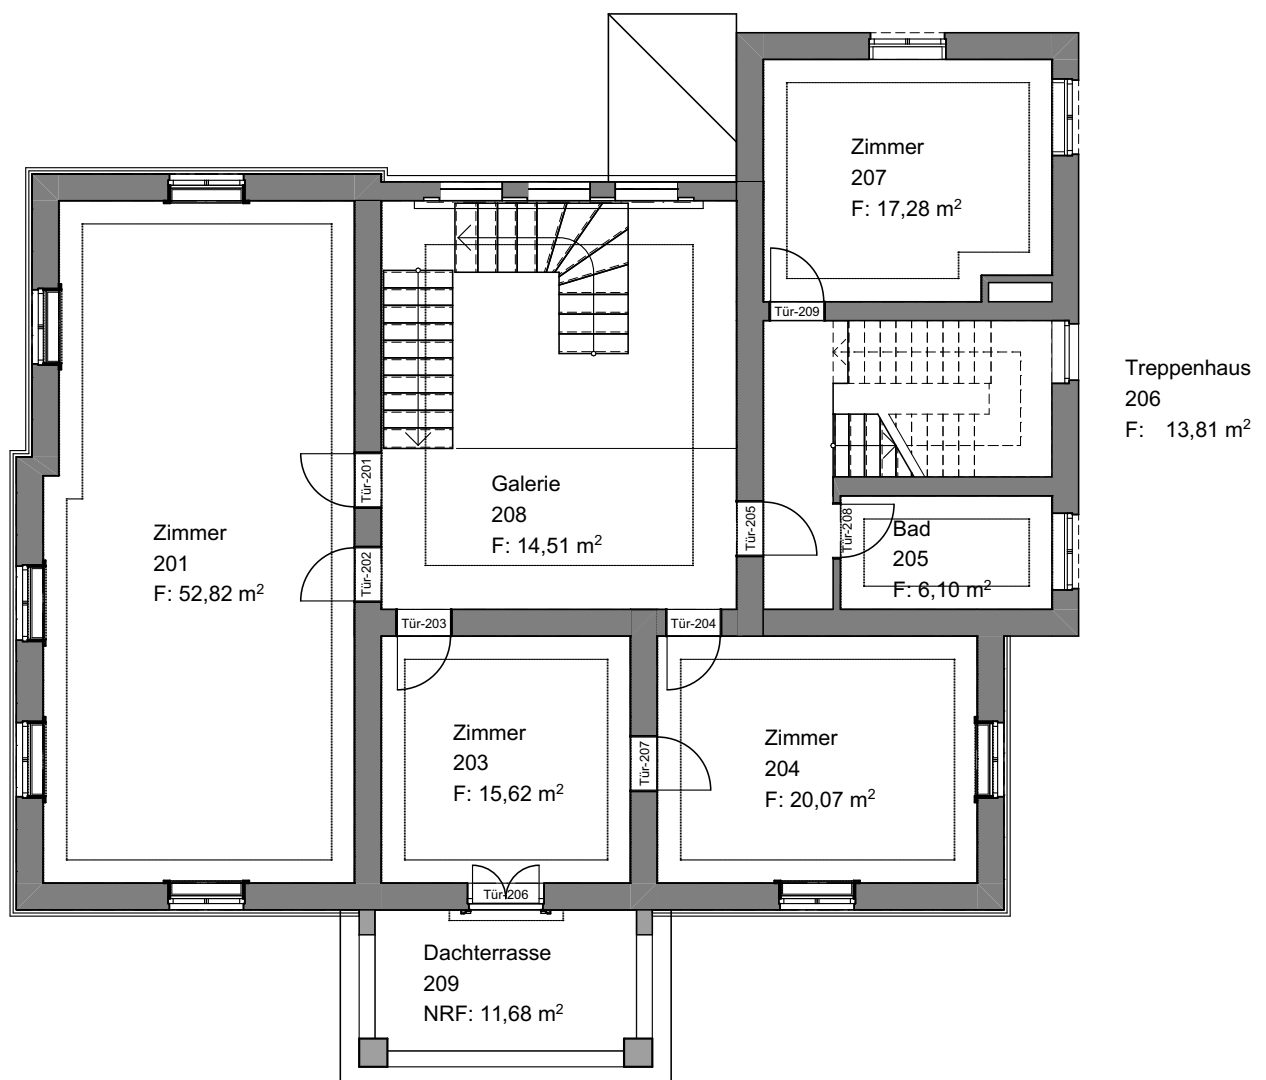 Zimmer
207
F: 17,28 m²
Tür-209
Treppenhaus
206
F: 13,81 m²
Tür-201
Galerie
208
F: 14,51 m²
Tür-205
Tür-208
Bad
205
F: 6,10 m²
Zimmer
201
F: 52,82 m²
Tür-202
Tür-203
Tür-204
Zimmer
203
F: 15,62 m²
Tür-207
Zimmer
204
F: 20,07 m²
Tür-206
Dachterrasse
209
NRF: 11,68 m²